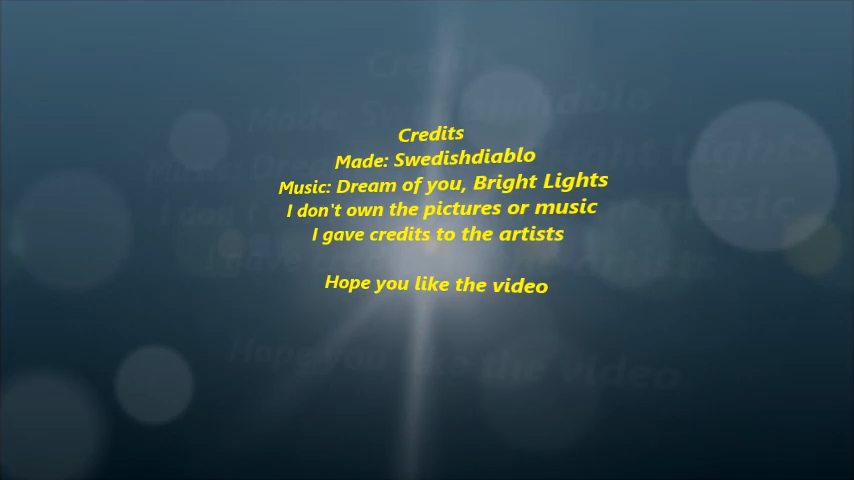 Credits
Made: Swedishdiablo
Music: Dream of you, Bright Lights
I don't own the pictures or music
I gave credits to the artists
Hope you like the video